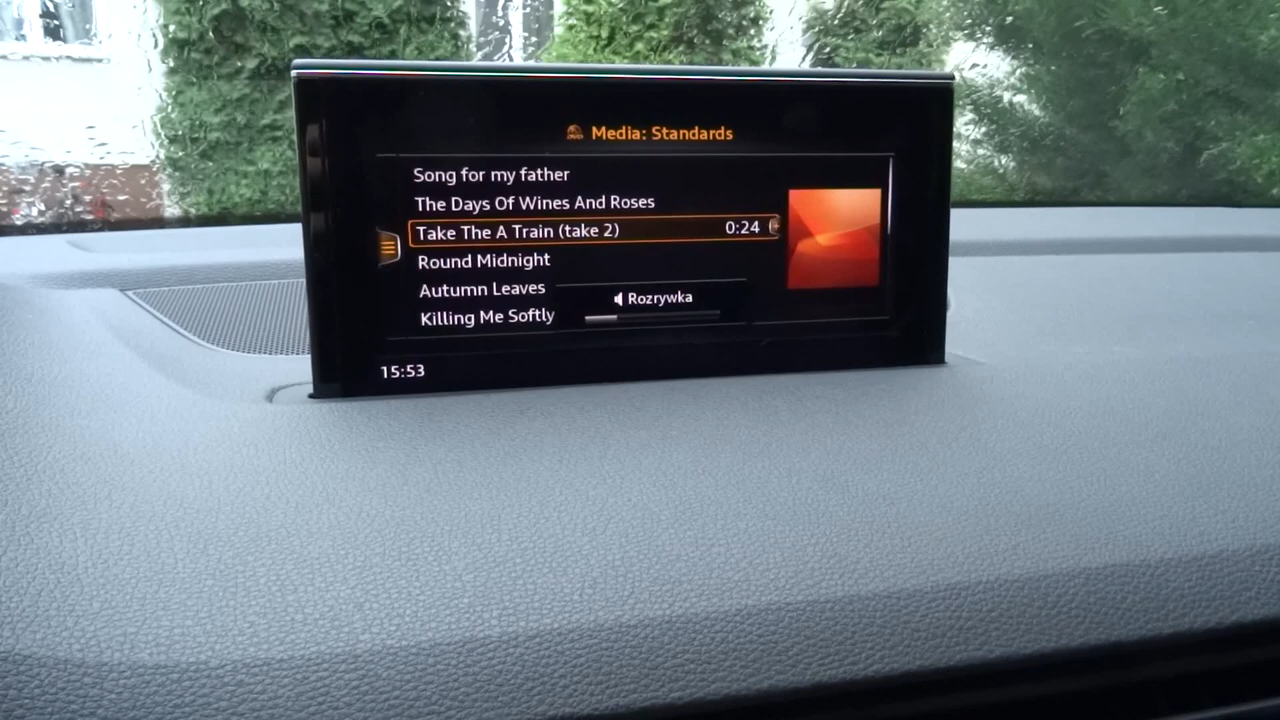 Media: Standards
Song for my father
The Days Of Wines And Roses
Take The A Train (take 2) 0:24
Round Midnight
Autumn Leaves
Rozrywka
Killing Me Softly
15:53